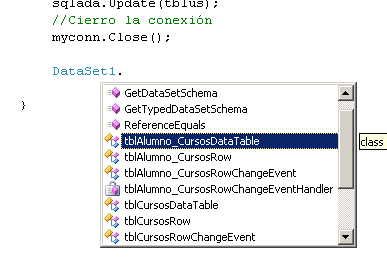 sqlada.Update(tblus);
//Cierro la conexión
myconn.Close();
DataSet1.
}
GetDataSetSchema
GetTypedDataSetSchema
ReferenceEquals
tblAlumno_CursosDataTable
class
tblAlumno_CursosRow
tblAlumno_CursosRowChangeEvent
tblAlumno_CursosRowChangeEventHandler
tblCursosDataTable
tblCursosRow
tblCursosRowChangeEvent